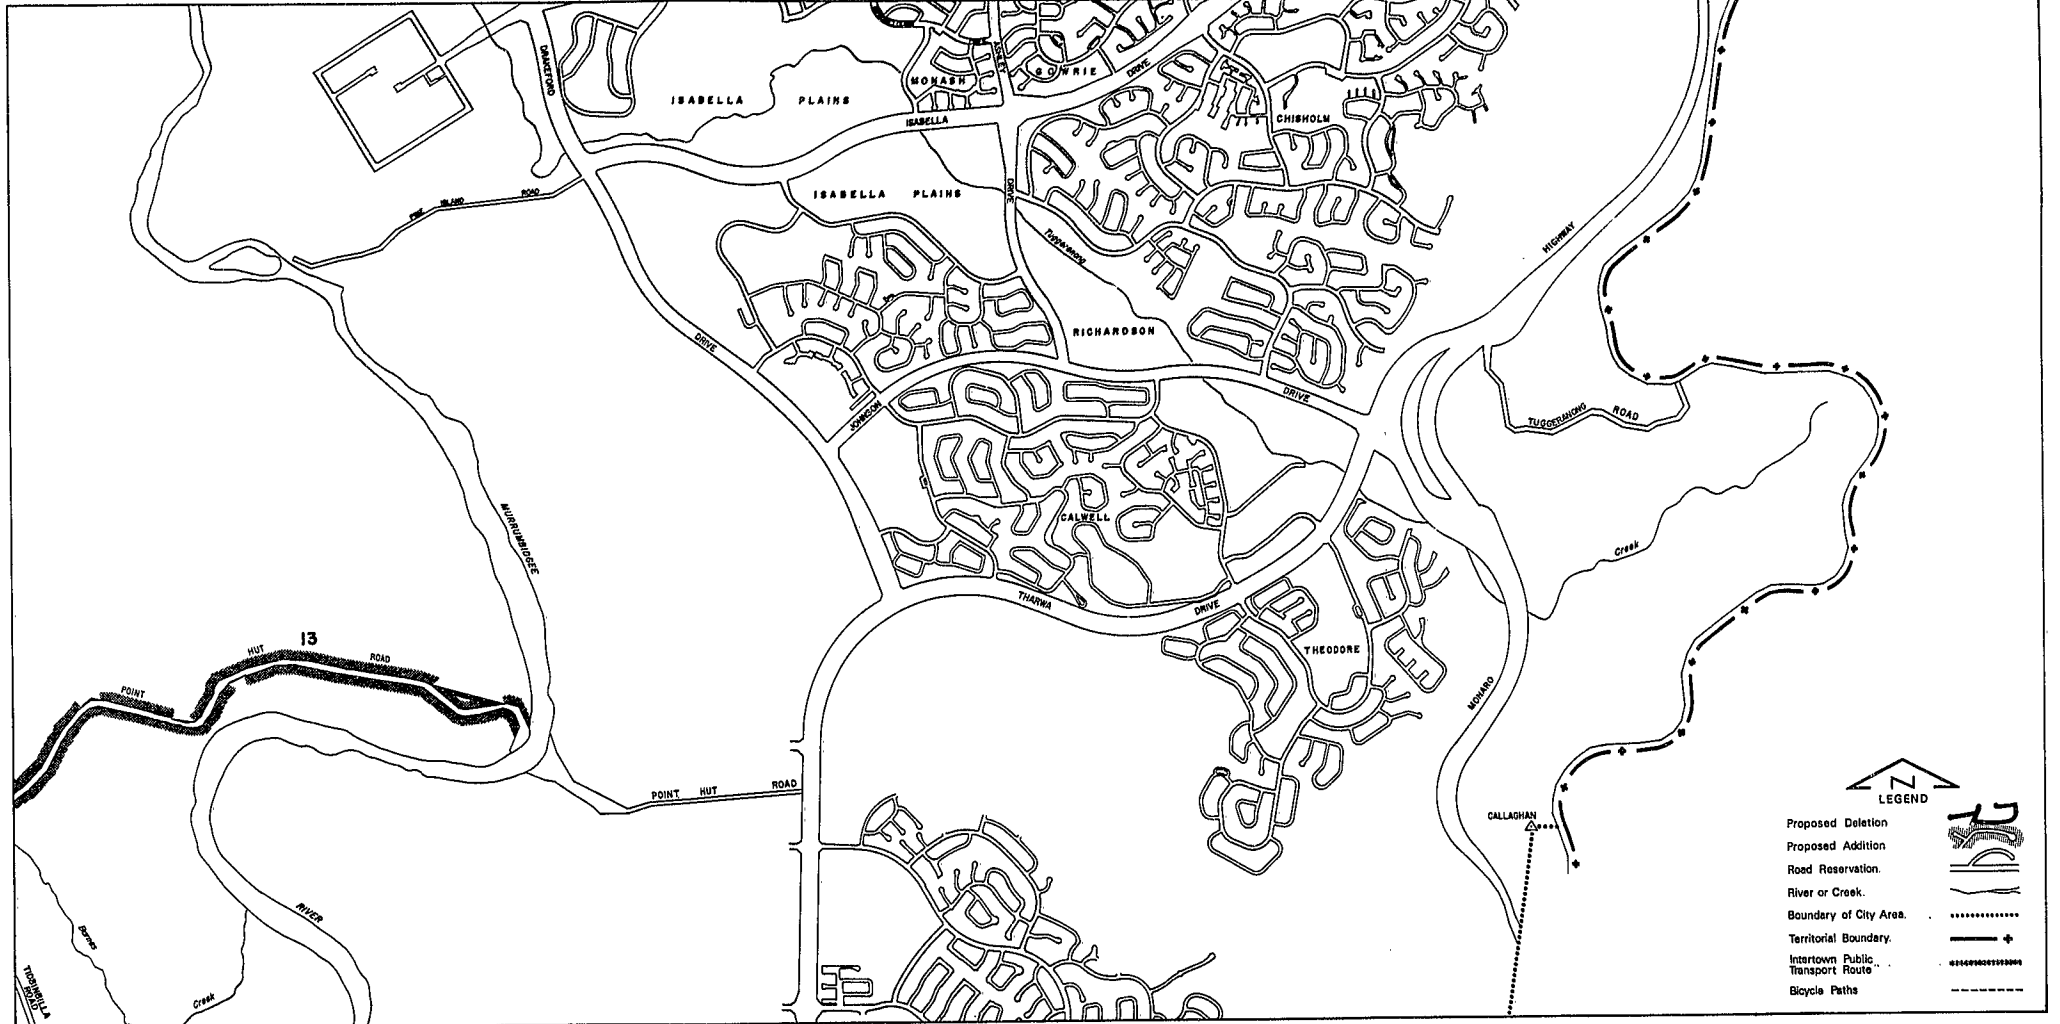 DRAKEFORD
ASHLEY
GOWRIE
DRIVE
MONASH
ISABELLA PLAINS
ISABELLA
CHISHOLM
PINE ISLAND ROAD
ISABELLA PLAINS
DRIVE
Tuggeranong
HIGHWAY
RICHARDSON
DRIVE
DRIVE
JOHNSON
TUGGERANONG ROAD
MURRUMBIDGEE
CALWELL
Creek
THARWA
DRIVE
13
HUT ROAD
THEODORE
POINT
MONARO
POINT HUT ROAD
CALLAGHAN
RIVER
Barnes
Creek
TIDBINBILLA
ROAD
N
LEGEND
Proposed Deletion
Proposed Addition
Road Reservation.
River or Creek.
Boundary of City Area.
Territorial Boundary.
Intertown Public
Transport Route
Bicycle Paths